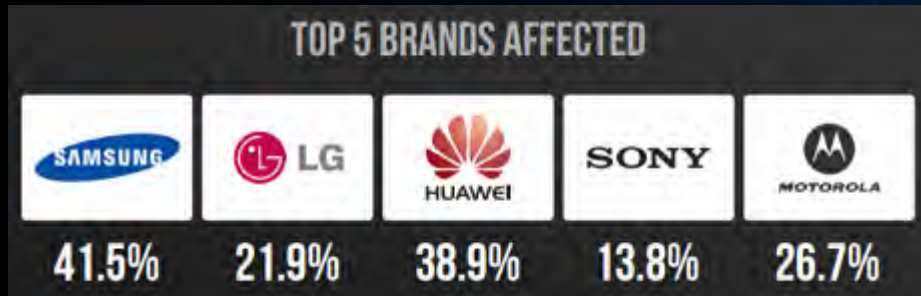 TOP 5 BRANDS AFFECTED
SAMSUNG
LG
HUAWEI
SONY
MOTOROLA
41.5% 21.9% 38.9% 13.8% 26.7%